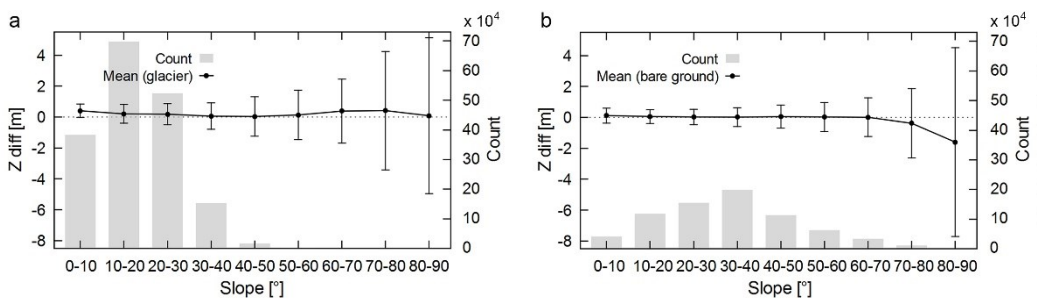 a
x 10⁴
Count
Mean (glacier)
Z diff [m]
4
2
0
-2
-4
-6
-8
70
60
50
40
30
20
10
0
Count
0-10 10-20 20-30 30-40 40-50 50-60 60-70 70-80 80-90
Slope [°]
b
x 10⁴
Count
Mean (bare ground)
Z diff [m]
4
2
0
-2
-4
-6
-8
70
60
50
40
30
20
10
0
Count
0-10 10-20 20-30 30-40 40-50 50-60 60-70 70-80 80-90
Slope [°]